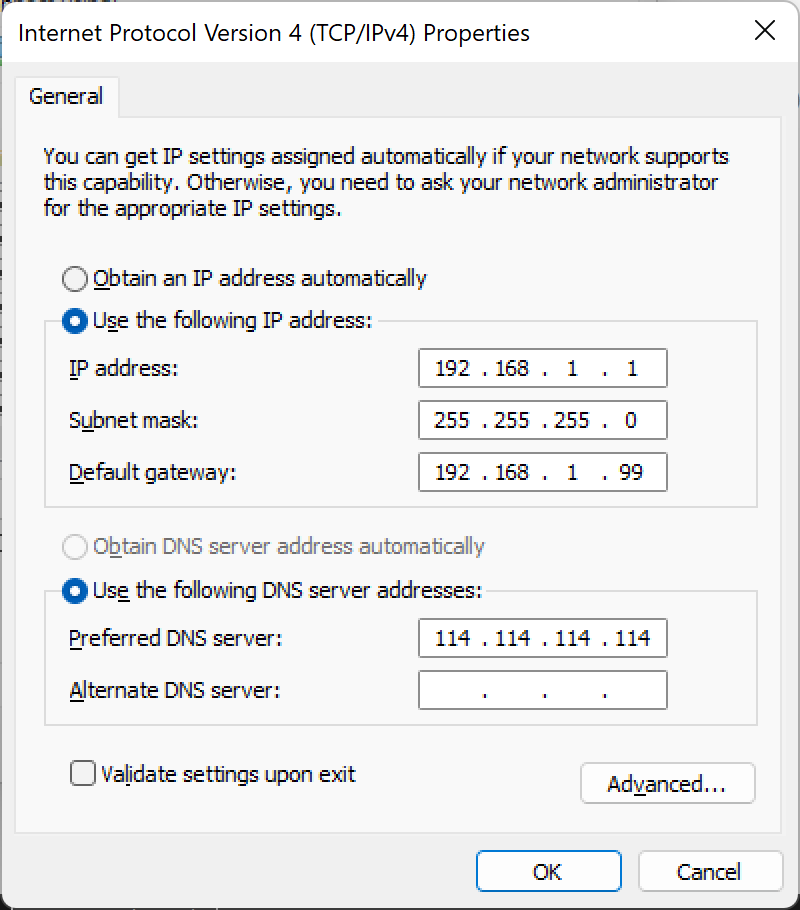 Internet Protocol Version 4 (TCP/IPv4) Properties
General
You can get IP settings assigned automatically if your network supports
this capability. Otherwise, you need to ask your network administrator
for the appropriate IP settings.
Obtain an IP address automatically
Use the following IP address:
IP address: 192 . 168 . 1 . 1
Subnet mask: 255 . 255 . 255 . 0
Default gateway: 192 . 168 . 1 . 99
Obtain DNS server address automatically
Use the following DNS server addresses:
Preferred DNS server: 114 . 114 . 114 . 114
Alternate DNS server: . . .
Validate settings upon exit
Advanced...
OK Cancel